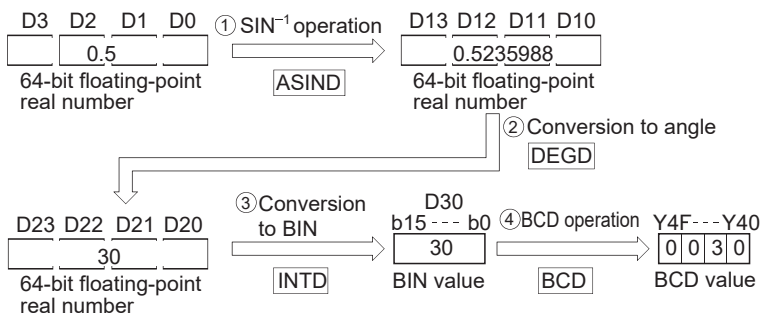 D3 D2 D1 D0
0.5
64-bit floating-point
real number
① SIN⁻¹ operation
ASIND
D13 D12 D11 D10
0.5235988
64-bit floating-point
real number
② Conversion to angle
DEGD
D23 D22 D21 D20
30
64-bit floating-point
real number
③ Conversion
to BIN
INTD
D30
b15 --- b0
30
BIN value
④ BCD operation
BCD
Y4F---Y40
0 0 3 0
BCD value